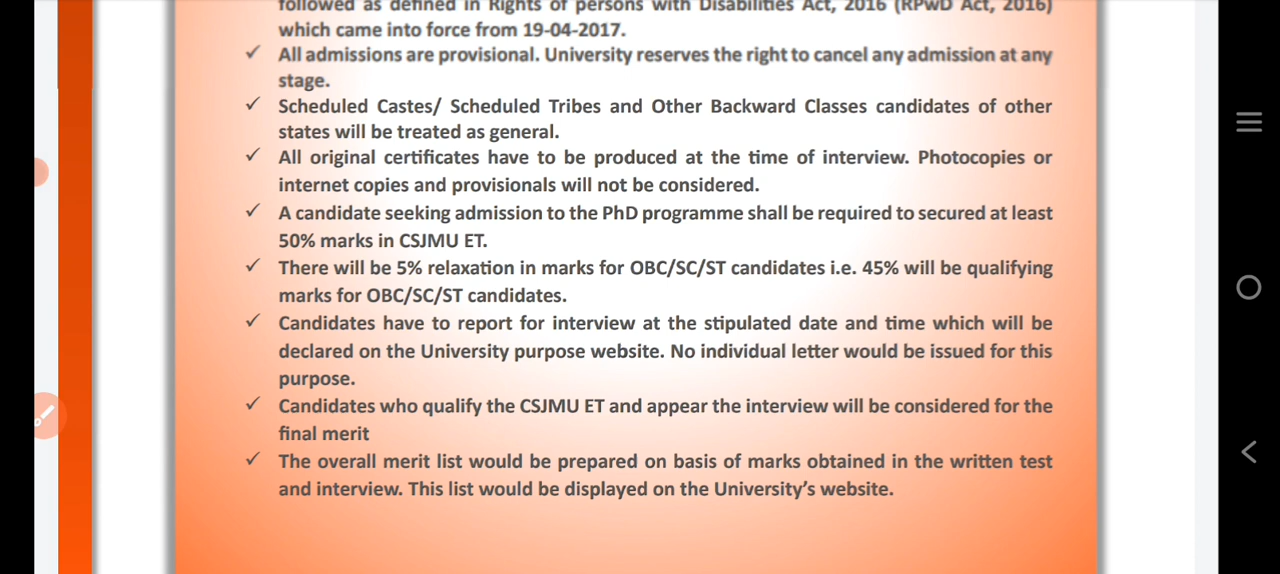 followed as defined in Rights of persons with Disabilities Act, 2016 (RPwD Act, 2016)
which came into force from 19-04-2017.
✓ All admissions are provisional. University reserves the right to cancel any admission at any
stage.
✓ Scheduled Castes/ Scheduled Tribes and Other Backward Classes candidates of other
states will be treated as general.
✓ All original certificates have to be produced at the time of interview. Photocopies or
internet copies and provisionals will not be considered.
✓ A candidate seeking admission to the PhD programme shall be required to secured at least
50% marks in CSJMU ET.
✓ There will be 5% relaxation in marks for OBC/SC/ST candidates i.e. 45% will be qualifying
marks for OBC/SC/ST candidates.
✓ Candidates have to report for interview at the stipulated date and time which will be
declared on the University purpose website. No individual letter would be issued for this
purpose.
✓ Candidates who qualify the CSJMU ET and appear the interview will be considered for the
final merit
✓ The overall merit list would be prepared on basis of marks obtained in the written test
and interview. This list would be displayed on the University’s website.